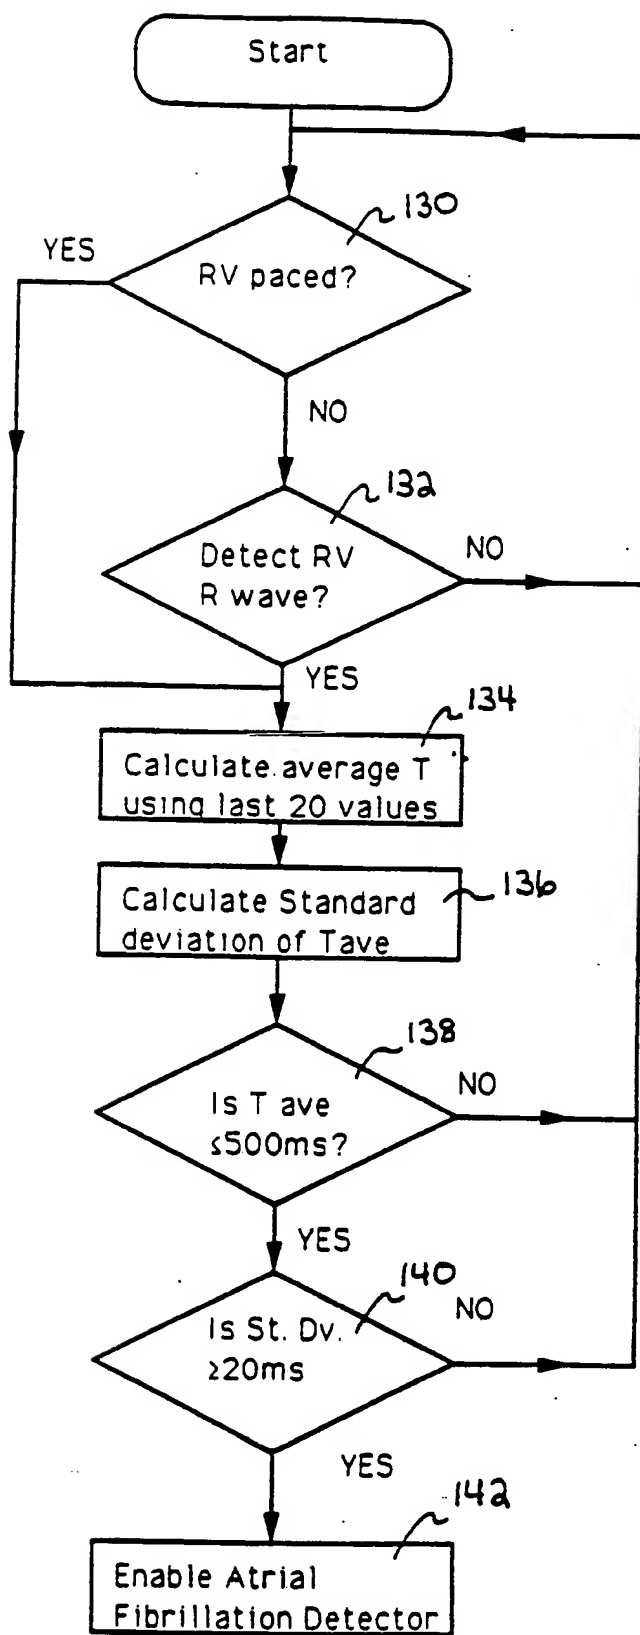 Start
130
YES
RV paced?
NO
132
Detect RV
R wave?
NO
YES
134
Calculate average T
using last 20 values
136
Calculate Standard
deviation of Tave
138
NO
Is T ave
≤500ms?
YES
140
NO
Is St. Dv.
≥20ms
YES
142
Enable Atrial
Fibrillation Detector